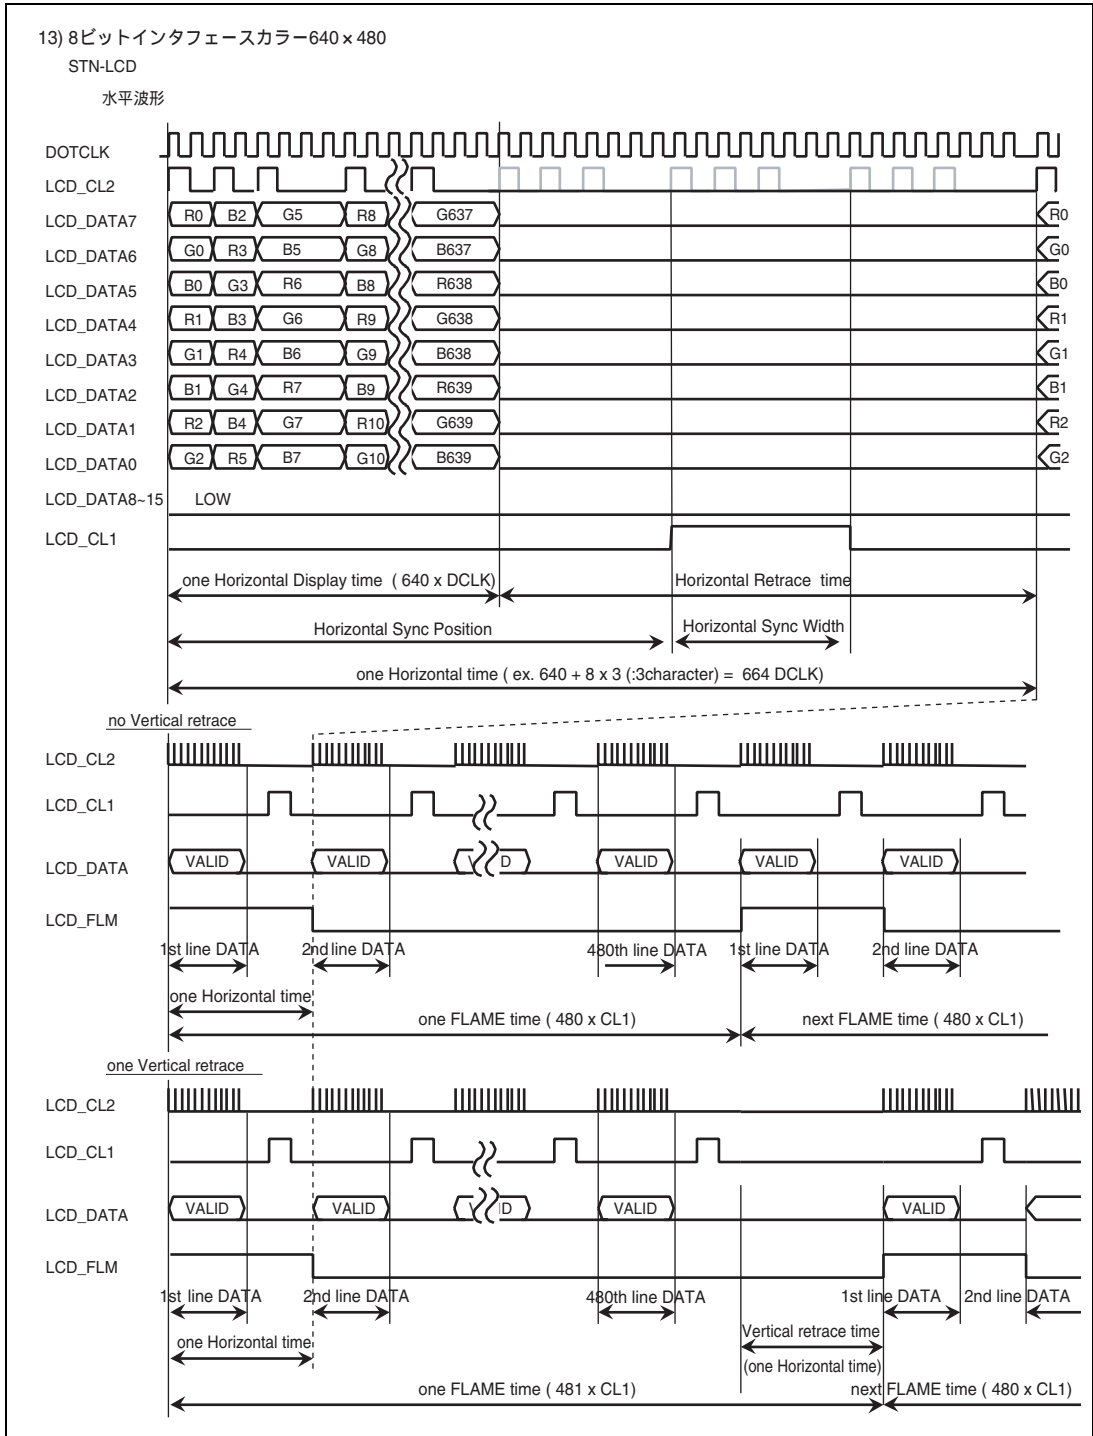 13) 8ビットインタフェースカラー640×480
STN-LCD
水平波形
DOTCLK
LCD_CL2
LCD_DATA7 R0 B2 G5 R8 G637 R0
LCD_DATA6 G0 R3 B5 G8 B637 G0
LCD_DATA5 B0 G3 R6 B8 R638 B0
LCD_DATA4 R1 B3 G6 R9 G638 R1
LCD_DATA3 G1 R4 B6 G9 B638 G1
LCD_DATA2 B1 G4 R7 B9 R639 B1
LCD_DATA1 R2 B4 G7 R10 G639 R2
LCD_DATA0 G2 R5 B7 G10 B639 G2
LCD_DATA8~15 LOW
LCD_CL1
one Horizontal Display time ( 640 x DCLK) Horizontal Retrace time
Horizontal Sync Position Horizontal Sync Width
one Horizontal time ( ex. 640 + 8 x 3 (:3character) = 664 DCLK)
no Vertical retrace
LCD_CL2
LCD_CL1
LCD_DATA VALID VALID V D VALID VALID VALID
LCD_FLM
1st line DATA 2nd line DATA 480th line DATA 1st line DATA 2nd line DATA
one Horizontal time
one FLAME time ( 480 x CL1) next FLAME time ( 480 x CL1)
one Vertical retrace
LCD_CL2
LCD_CL1
LCD_DATA VALID VALID V D VALID VALID
LCD_FLM
1st line DATA 2nd line DATA 480th line DATA 1st line DATA 2nd line DATA
one Horizontal time Vertical retrace time
(one Horizontal time)
one FLAME time ( 481 x CL1) next FLAME time ( 480 x CL1)